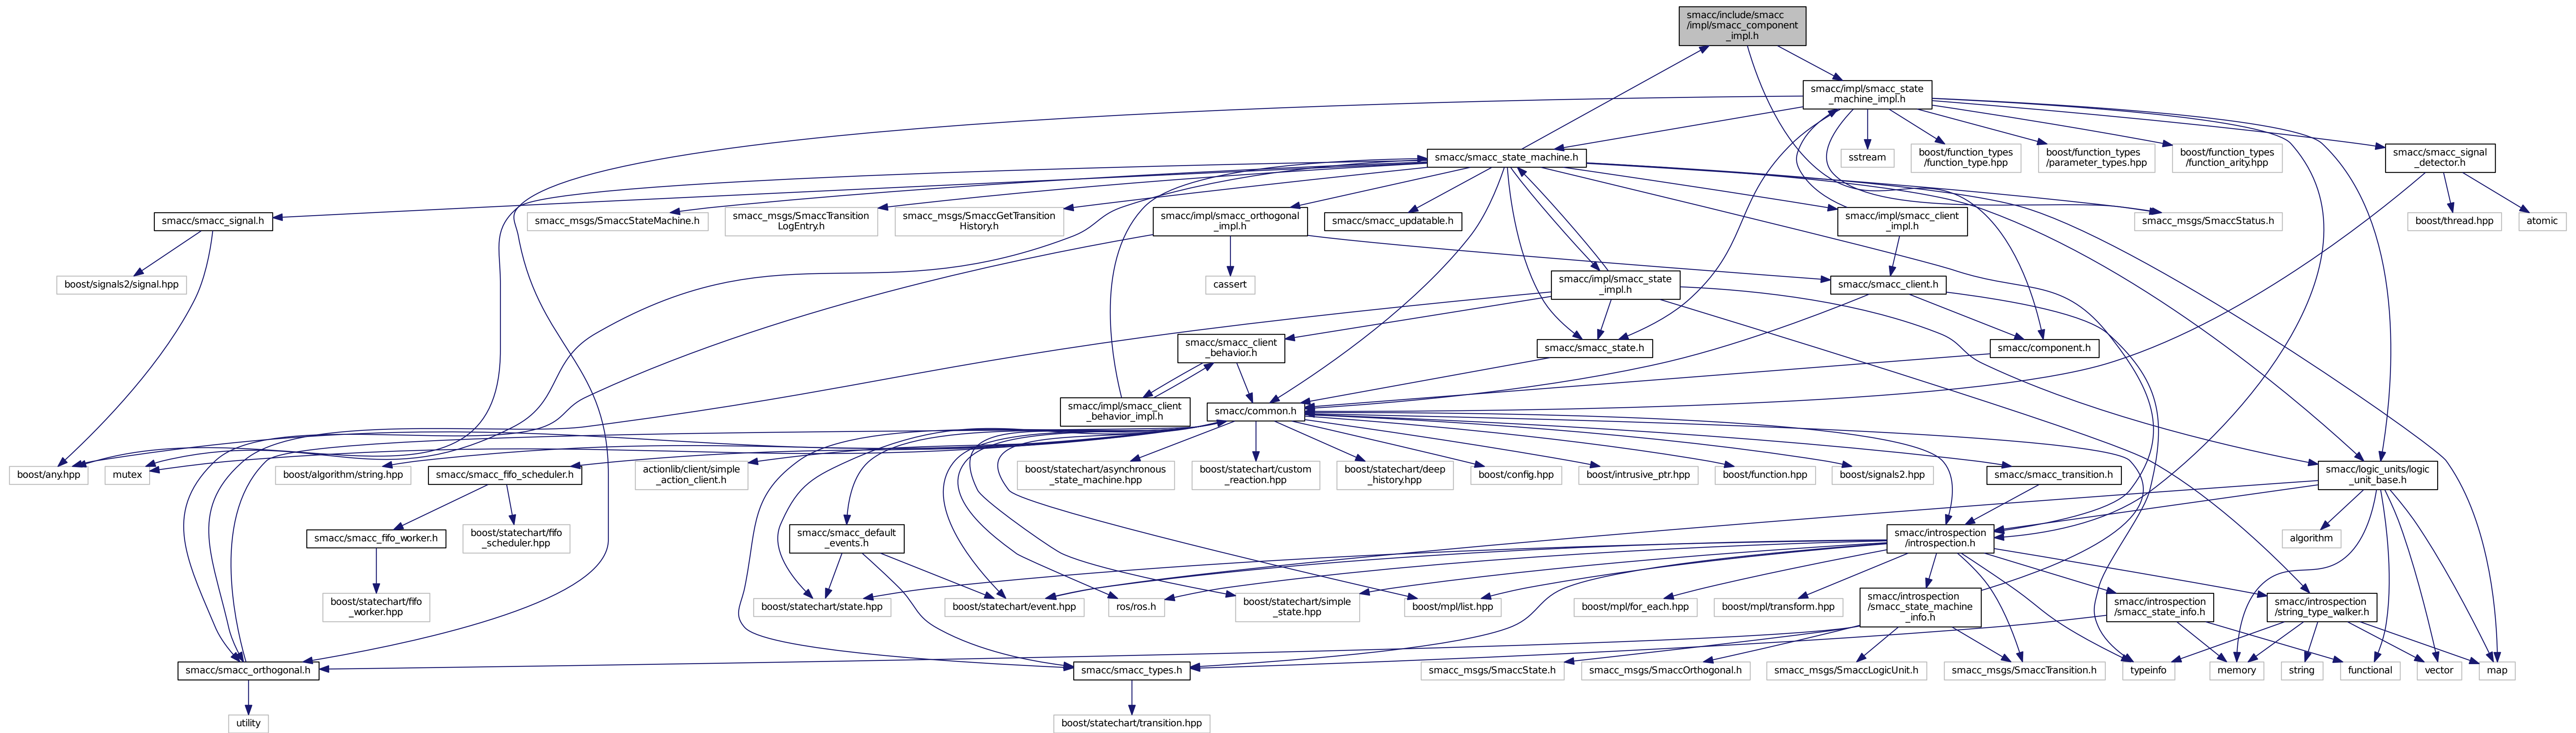 smacc/include/smacc
/impl/smacc_component
_impl.h
smacc/impl/smacc_state
_machine_impl.h
smacc/smacc_state_machine.h
sstream
boost/function_types
/function_type.hpp
boost/function_types
/parameter_types.hpp
boost/function_types
/function_arity.hpp
smacc/smacc_signal
_detector.h
smacc/smacc_signal.h
smacc_msgs/SmaccStateMachine.h
smacc_msgs/SmaccTransition
LogEntry.h
smacc_msgs/SmaccGetTransition
History.h
smacc/impl/smacc_orthogonal
_impl.h
smacc/smacc_updatable.h
smacc/impl/smacc_client
_impl.h
smacc_msgs/SmaccStatus.h
boost/thread.hpp
atomic
boost/signals2/signal.hpp
cassert
smacc/impl/smacc_state
_impl.h
smacc/smacc_client.h
smacc/smacc_client
_behavior.h
smacc/smacc_state.h
smacc/component.h
smacc/impl/smacc_client
_behavior_impl.h
smacc/common.h
boost/any.hpp
mutex
boost/algorithm/string.hpp
smacc/smacc_fifo_scheduler.h
actionlib/client/simple
_action_client.h
boost/statechart/asynchronous
_state_machine.hpp
boost/statechart/custom
_reaction.hpp
boost/statechart/deep
_history.hpp
boost/config.hpp
boost/intrusive_ptr.hpp
boost/function.hpp
boost/signals2.hpp
smacc/smacc_transition.h
smacc/logic_units/logic
_unit_base.h
smacc/smacc_fifo_worker.h
boost/statechart/fifo
_scheduler.hpp
smacc/smacc_default
_events.h
smacc/introspection
/introspection.h
algorithm
boost/statechart/fifo
_worker.hpp
boost/statechart/state.hpp
boost/statechart/event.hpp
ros/ros.h
boost/statechart/simple
_state.hpp
boost/mpl/list.hpp
boost/mpl/for_each.hpp
boost/mpl/transform.hpp
smacc/introspection
/smacc_state_machine
_info.h
smacc/introspection
/smacc_state_info.h
smacc/introspection
/string_type_walker.h
smacc/smacc_orthogonal.h
smacc/smacc_types.h
smacc_msgs/SmaccState.h
smacc_msgs/SmaccOrthogonal.h
smacc_msgs/SmaccLogicUnit.h
smacc_msgs/SmaccTransition.h
typeinfo
memory
string
functional
vector
map
utility
boost/statechart/transition.hpp